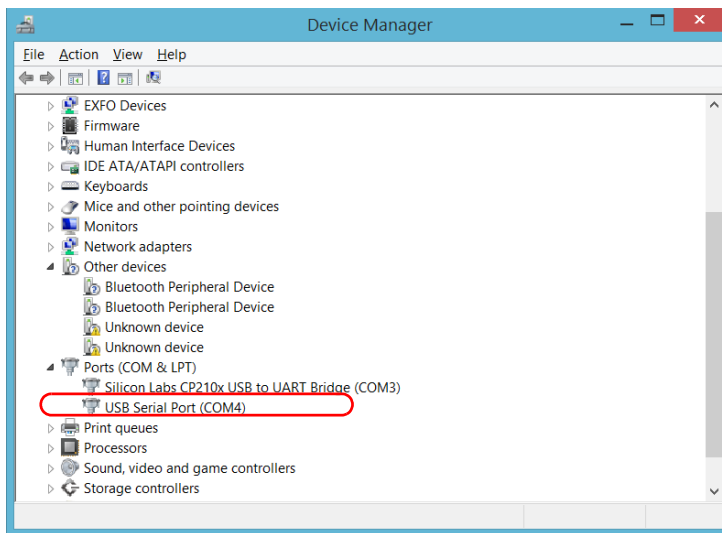 Device Manager
File Action View Help
EXFO Devices
Firmware
Human Interface Devices
IDE ATA/ATAPI controllers
Keyboards
Mice and other pointing devices
Monitors
Network adapters
Other devices
Bluetooth Peripheral Device
Bluetooth Peripheral Device
Unknown device
Unknown device
Ports (COM & LPT)
Silicon Labs CP210x USB to UART Bridge (COM3)
USB Serial Port (COM4)
Print queues
Processors
Sound, video and game controllers
Storage controllers